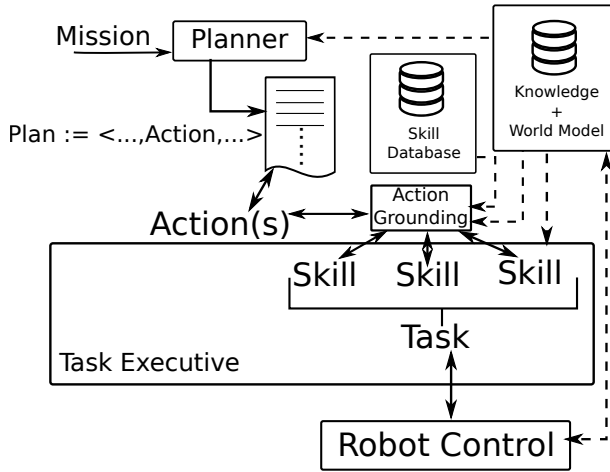 Mission
Planner
Knowledge
+
World Model
Plan := <...,Action,...>
Skill
Database
Action(s)
Action
Grounding
Skill Skill Skill
Task
Task Executive
Robot Control